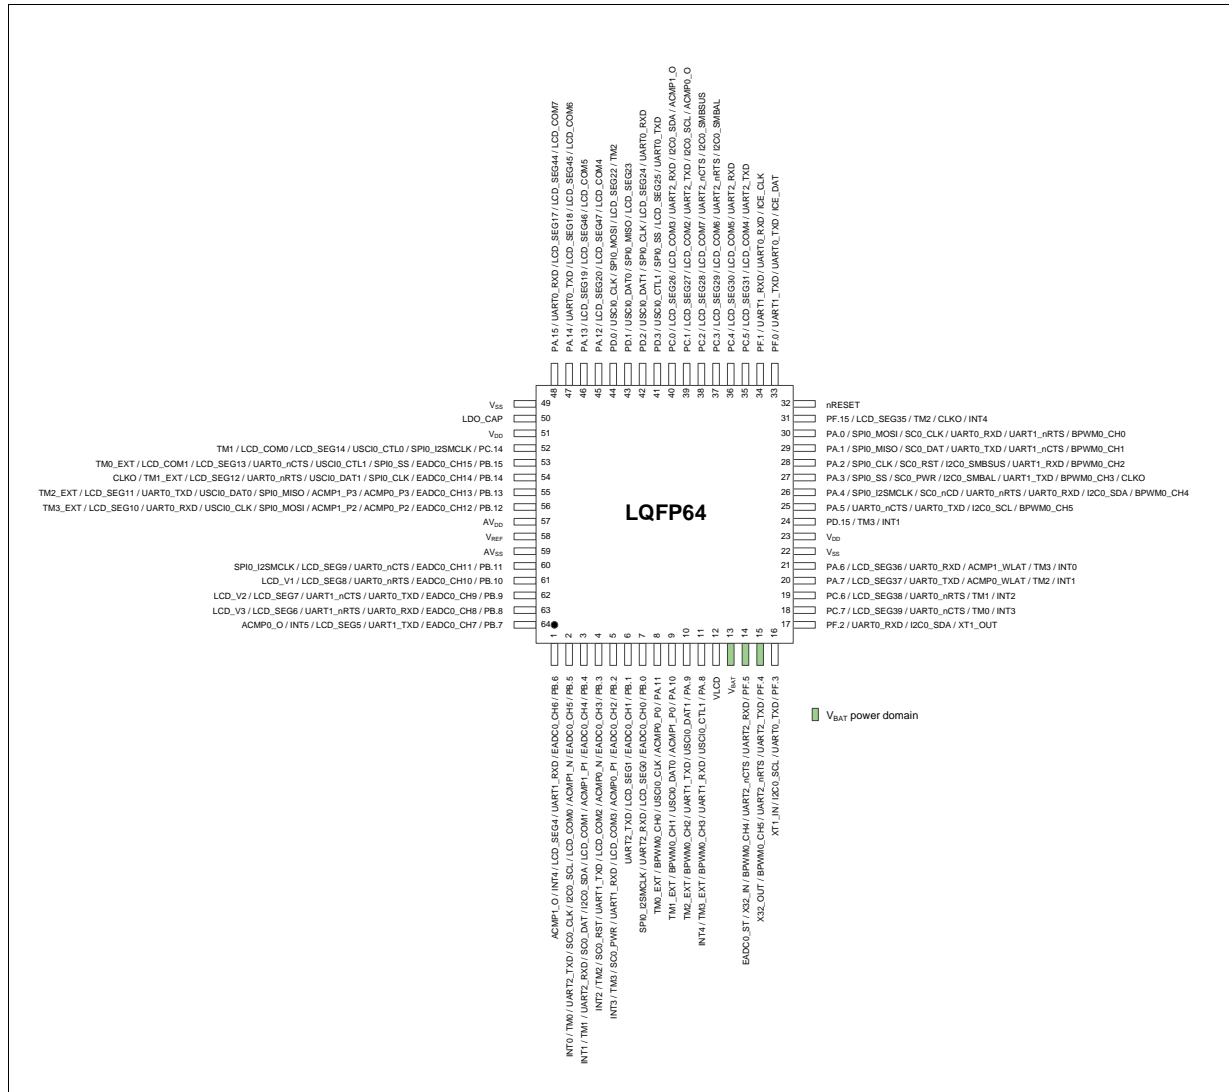 PA.15 / UART0_RXD / LCD_SEG17 / LCD_SEG44 / LCD_COM7
PA.14 / UART0_TXD / LCD_SEG18 / LCD_SEG45 / LCD_COM6
PA.13 / LCD_SEG19 / LCD_SEG46 / LCD_COM5
PA.12 / LCD_SEG20 / LCD_SEG47 / LCD_COM4
PD.0 / USCI0_CLK / SPI0_MOSI / LCD_SEG22 / TM2
PD.1 / USCI0_DAT0 / SPI0_MISO / LCD_SEG23
PD.2 / USCI0_DAT1 / SPI0_CLK / LCD_SEG24 / UART0_RXD
PD.3 / USCI0_CTL1 / SPI0_SS / LCD_SEG25 / UART0_TXD
PC.0 / LCD_SEG26 / LCD_COM3 / UART2_RXD / I2C0_SDA / ACMP1_O
PC.1 / LCD_SEG27 / LCD_COM2 / UART2_TXD / I2C0_SCL / ACMP0_O
PC.2 / LCD_SEG28 / LCD_COM7 / UART2_nCTS / I2C0_SMBSUS
PC.3 / LCD_SEG29 / LCD_COM6 / UART2_nRTS / I2C0_SMBAL
PC.4 / LCD_SEG30 / LCD_COM5 / UART2_RXD
PC.5 / LCD_SEG31 / LCD_COM4 / UART2_TXD
PF.1 / UART1_RXD / UART0_RXD / ICE_CLK
PF.0 / UART1_TXD / UART0_TXD / ICE_DAT
48
47
46
45
44
43
42
41
40
39
38
37
36
35
34
33
VSS 49
LDO_CAP 50
VDD 51
TM1 / LCD_COM0 / LCD_SEG14 / USCI0_CTL0 / SPI0_I2SMCLK / PC.14 52
TM0_EXT / LCD_COM1 / LCD_SEG13 / UART0_nCTS / USCI0_CTL1 / SPI0_SS / EADC0_CH15 / PB.15 53
CLKO / TM1_EXT / LCD_SEG12 / UART0_nRTS / USCI0_DAT1 / SPI0_CLK / EADC0_CH14 / PB.14 54
TM2_EXT / LCD_SEG11 / UART0_TXD / USCI0_DAT0 / SPI0_MISO / ACMP1_P3 / ACMP0_P3 / EADC0_CH13 / PB.13 55
TM3_EXT / LCD_SEG10 / UART0_RXD / USCI0_CLK / SPI0_MOSI / ACMP1_P2 / ACMP0_P2 / EADC0_CH12 / PB.12 56
AVDD 57
VREF 58
AVSS 59
SPI0_I2SMCLK / LCD_SEG9 / UART0_nCTS / EADC0_CH11 / PB.11 60
LCD_V1 / LCD_SEG8 / UART0_nRTS / EADC0_CH10 / PB.10 61
LCD_V2 / LCD_SEG7 / UART1_nCTS / UART0_TXD / EADC0_CH9 / PB.9 62
LCD_V3 / LCD_SEG6 / UART1_nRTS / UART0_RXD / EADC0_CH8 / PB.8 63
ACMP0_O / INT5 / LCD_SEG5 / UART1_TXD / EADC0_CH7 / PB.7 64
LQFP64
32 nRESET
31 PF.15 / LCD_SEG35 / TM2 / CLKO / INT4
30 PA.0 / SPI0_MOSI / SC0_CLK / UART0_RXD / UART1_nRTS / BPWM0_CH0
29 PA.1 / SPI0_MISO / SC0_DAT / UART0_TXD / UART1_nCTS / BPWM0_CH1
28 PA.2 / SPI0_CLK / SC0_RST / I2C0_SMBSUS / UART1_RXD / BPWM0_CH2
27 PA.3 / SPI0_SS / SC0_PWR / I2C0_SMBAL / UART1_TXD / BPWM0_CH3 / CLKO
26 PA.4 / SPI0_I2SMCLK / SC0_nCD / UART0_nRTS / UART0_RXD / I2C0_SDA / BPWM0_CH4
25 PA.5 / UART0_nCTS / UART0_TXD / I2C0_SCL / BPWM0_CH5
24 PD.15 / TM3 / INT1
23 VDD
22 VSS
21 PA.6 / LCD_SEG36 / UART0_RXD / ACMP1_WLAT / TM3 / INT0
20 PA.7 / LCD_SEG37 / UART0_TXD / ACMP0_WLAT / TM2 / INT1
19 PC.6 / LCD_SEG38 / UART0_nRTS / TM1 / INT2
18 PC.7 / LCD_SEG39 / UART0_nCTS / TM0 / INT3
17 PF.2 / UART0_RXD / I2C0_SDA / XT1_OUT
1
2
3
4
5
6
7
8
9
10
11
12
13
14
15
16
ACMP1_O / INT4 / LCD_SEG4 / UART1_RXD / EADC0_CH6 / PB.6
INT0 / TM0 / UART2_TXD / SC0_CLK / I2C0_SCL / LCD_COM0 / ACMP1_N / EADC0_CH5 / PB.5
INT1 / TM1 / UART2_RXD / SC0_DAT / I2C0_SDA / LCD_COM1 / ACMP1_P1 / EADC0_CH4 / PB.4
INT2 / TM2 / SC0_RST / UART1_TXD / LCD_COM2 / ACMP0_N / EADC0_CH3 / PB.3
INT3 / TM3 / SC0_PWR / UART1_RXD / LCD_COM3 / ACMP0_P1 / EADC0_CH2 / PB.2
UART2_TXD / LCD_SEG1 / EADC0_CH1 / PB.1
SPI0_I2SMCLK / UART2_RXD / LCD_SEG0 / EADC0_CH0 / PB.0
TM0_EXT / BPWM0_CH0 / USCI0_CLK / ACMP0_P0 / PA.11
TM1_EXT / BPWM0_CH1 / USCI0_DAT0 / ACMP1_P0 / PA.10
TM2_EXT / BPWM0_CH2 / UART1_TXD / USCI0_DAT1 / PA.9
INT4 / TM3_EXT / BPWM0_CH3 / UART1_RXD / USCI0_CTL1 / PA.8
VLCD
VBAT
EADC0_ST / X32_IN / BPWM0_CH4 / UART2_nCTS / UART2_RXD / PF.5
X32_OUT / BPWM0_CH5 / UART2_nRTS / UART2_TXD / PF.4
XT1_IN / I2C0_SCL / UART0_TXD / PF.3
VBAT power domain